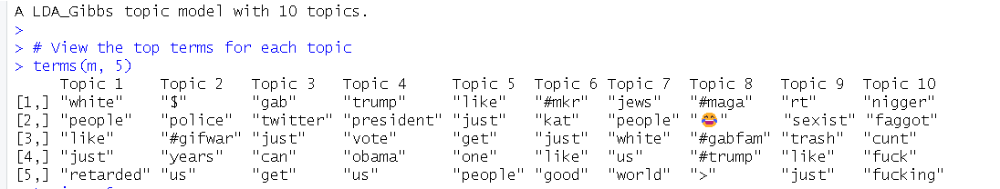 A LDA_Gibbs topic model with 10 topics.
>
> # View the top terms for each topic
> terms(m, 5)
     Topic 1    Topic 2   Topic 3   Topic 4     Topic 5  Topic 6 Topic 7  Topic 8   Topic 9  Topic 10
[1,] "white"    "$"       "gab"     "trump"     "like"   "#mkr"  "jews"   "#maga"   "rt"     "nigger"
[2,] "people"   "police"  "twitter" "president" "just"   "kat"   "people" "😂"      "sexist" "faggot"
[3,] "like"     "#gifwar" "just"    "vote"      "get"    "just"  "white"  "#gabfam" "trash"  "cunt"
[4,] "just"     "years"   "can"     "obama"     "one"    "like"  "us"     "#trump"  "like"   "fuck"
[5,] "retarded" "us"      "get"     "us"        "people" "good"  "world"  ">"       "just"   "fucking"